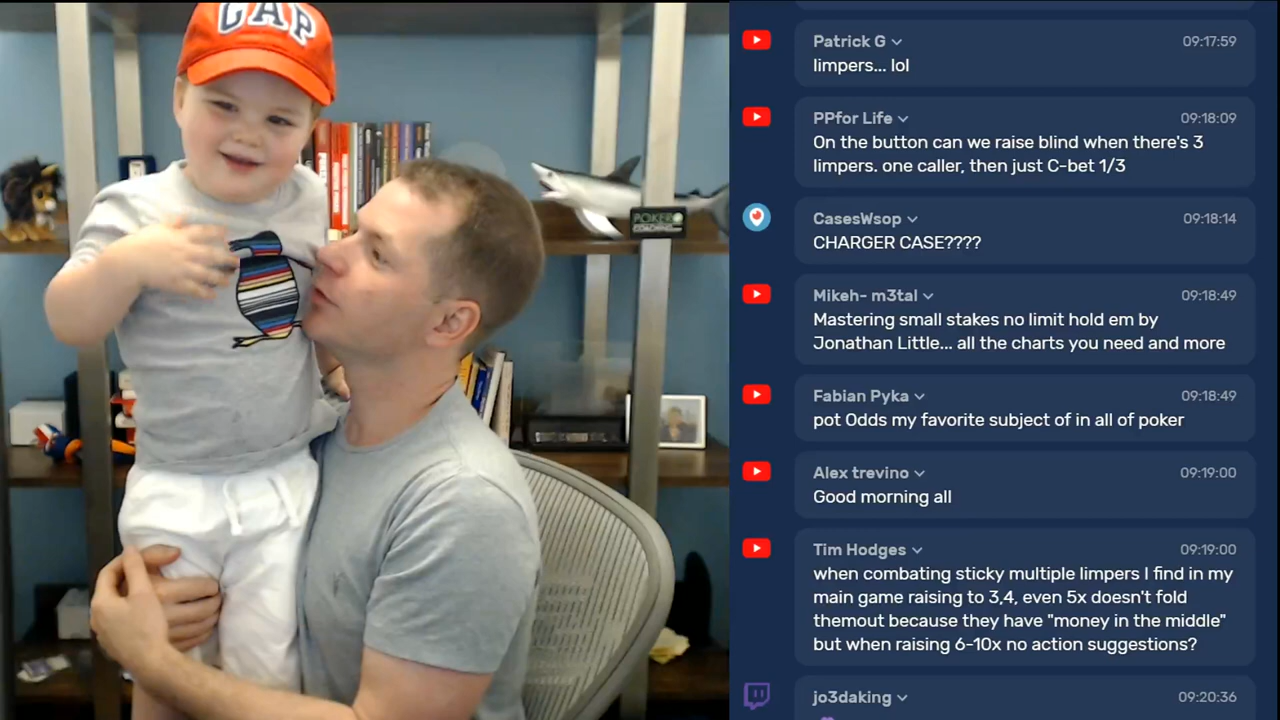 GAP
POKER
COACHING
Patrick G
09:17:59
limpers... lol
PPfor Life
09:18:09
On the button can we raise blind when there's 3
limpers. one caller, then just C-bet 1/3
CasesWsop
09:18:14
CHARGER CASE????
Mikeh- m3tal
09:18:49
Mastering small stakes no limit hold em by
Jonathan Little... all the charts you need and more
Fabian Pyka
09:18:49
pot Odds my favorite subject of in all of poker
Alex trevino
09:19:00
Good morning all
Tim Hodges
09:19:00
when combating sticky multiple limpers I find in my
main game raising to 3,4, even 5x doesn't fold
themout because they have "money in the middle"
but when raising 6-10x no action suggestions?
jo3daking
09:20:36